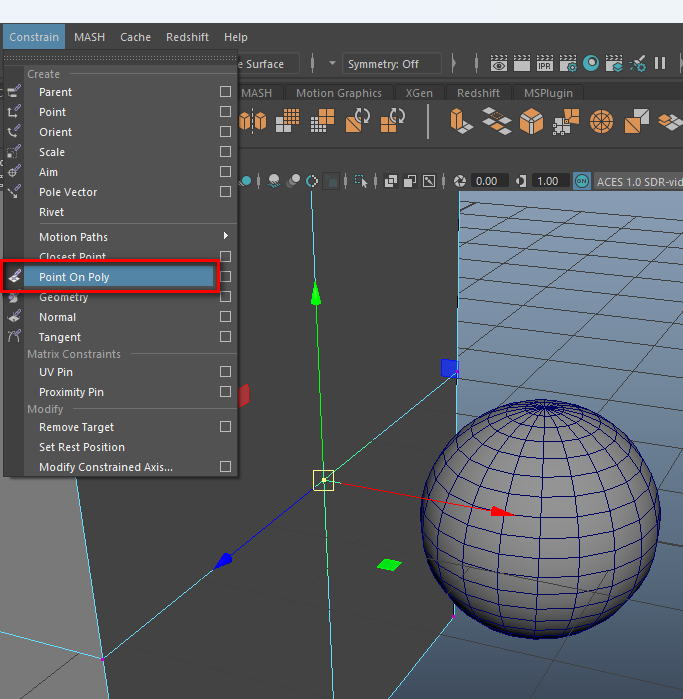 Constrain MASH Cache Redshift Help
e Surface Symmetry: Off
IPR
Create
MASH Motion Graphics XGen Redshift MSPlugin
Parent
Point
Orient
Scale
Aim
0.00 1.00 ON ACES 1.0 SDR-vid
Pole Vector
Rivet
Motion Paths
Closest Point
Point On Poly
Geometry
Normal
Tangent
Matrix Constraints
UV Pin
Proximity Pin
Modify
Remove Target
Set Rest Position
Modify Constrained Axis...